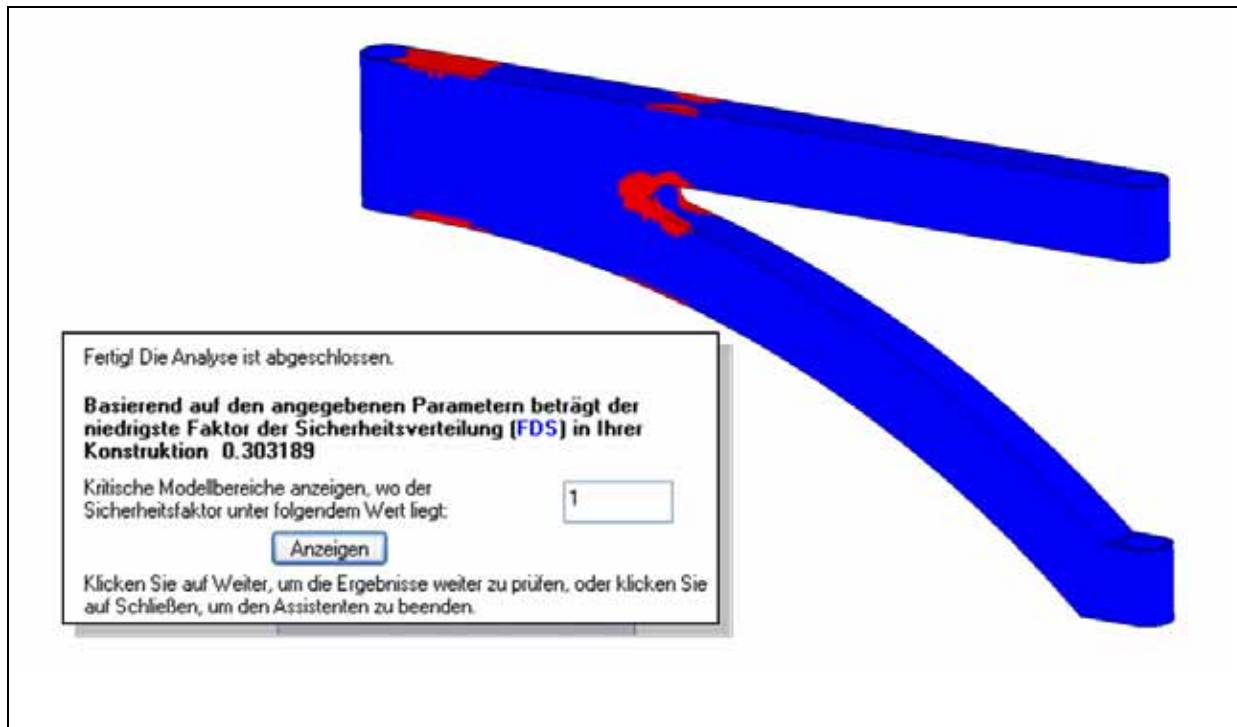 Fertig! Die Analyse ist abgeschlossen.
Basierend auf den angegebenen Parametern beträgt der
niedrigste Faktor der Sicherheitsverteilung (FDS) in Ihrer
Konstruktion 0.303189
Kritische Modellbereiche anzeigen, wo der
Sicherheitsfaktor unter folgendem Wert liegt:
1
Anzeigen
Klicken Sie auf Weiter, um die Ergebnisse weiter zu prüfen, oder klicken Sie
auf Schließen, um den Assistenten zu beenden.